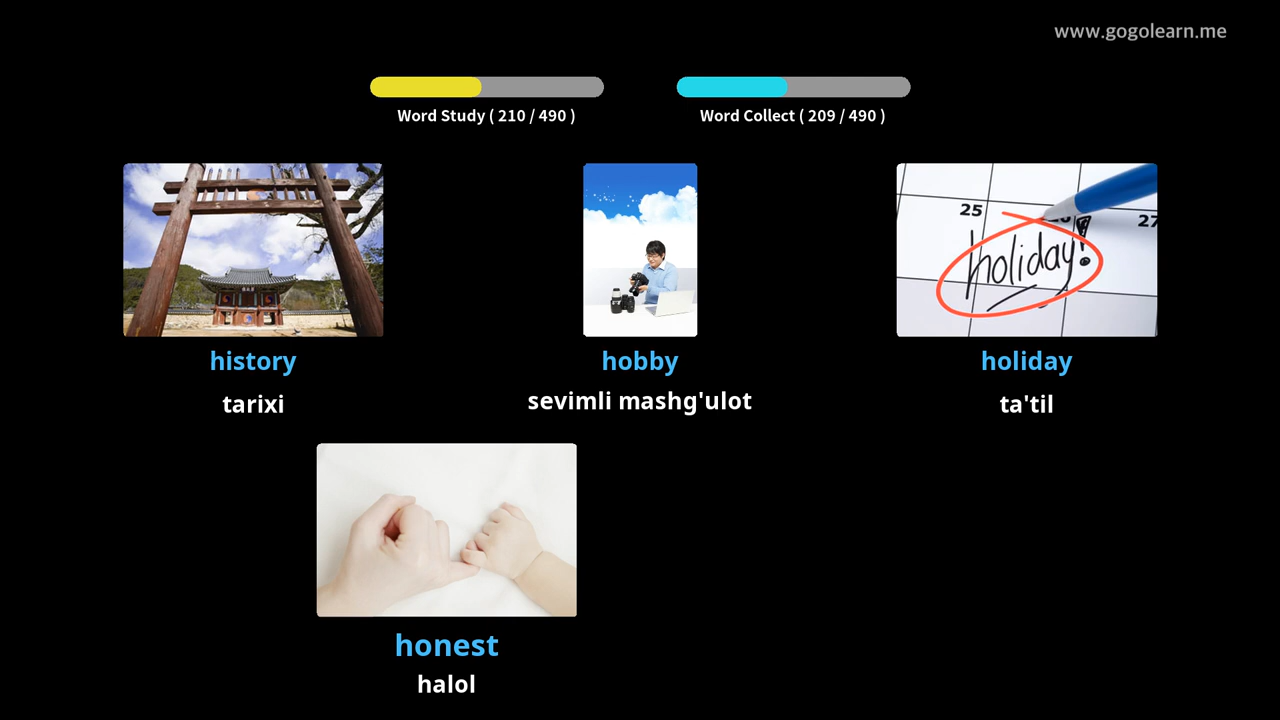 www.gogolearn.me
Word Study ( 210 / 490 )
Word Collect ( 209 / 490 )
25
27
holiday!
history
hobby
holiday
tarixi
sevimli mashg'ulot
ta'til
honest
halol